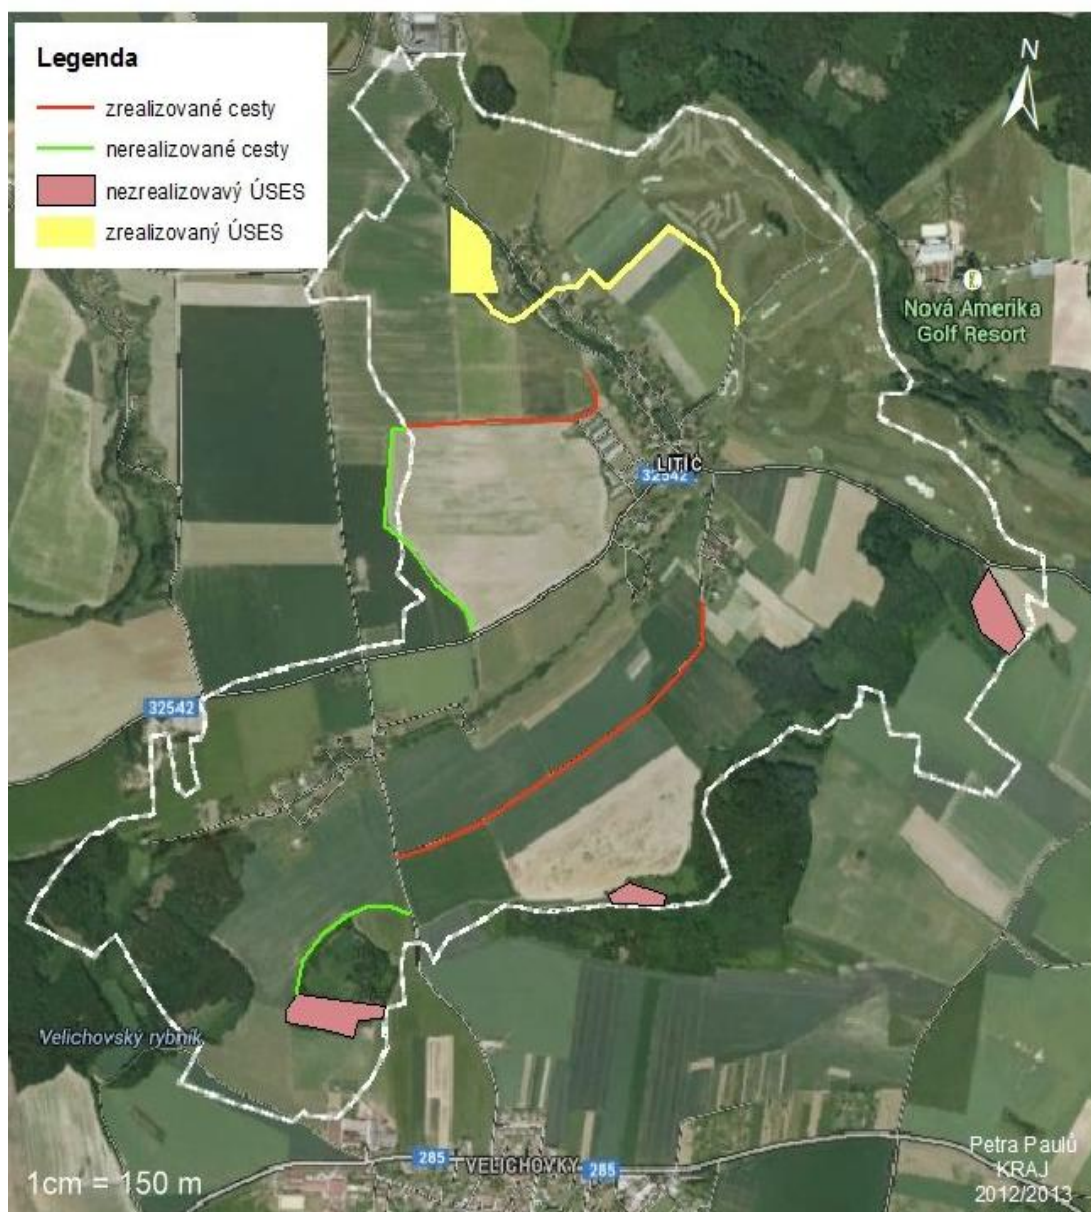 Legenda
zrealizované cesty
nerealizované cesty
nezrealizovavý ÚSES
zrealizovaný ÚSES
N
Nová Amerika
Golf Resort
LITÍČ
32542
32542
Velichovský rybník
285
VELICHOVKY
285
1cm = 150 m
Petra Paulů
KRAJ
2012/2013